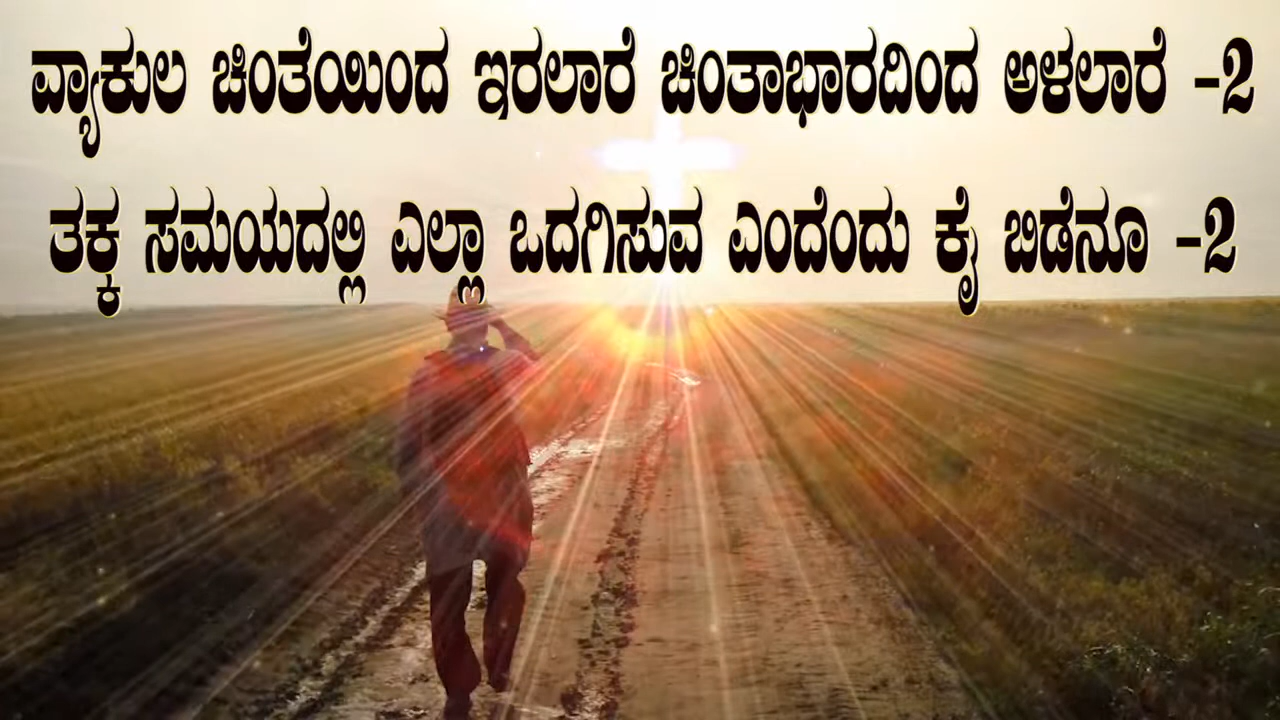 ವ್ಯಾಕುಲ ಚಿಂತೆಯಿಂದ ಇರಲಾರೆ ಚಿಂತಾಭಾರದಿಂದ ಅಳಲಾರೆ -2
ತಕ್ಕ ಸಮಯದಲ್ಲಿ ಎಲ್ಲಾ ಒದಗಿಸುವ ಎಂದೆಂದು ಕೈ ಬಿಡೆನೂ -2